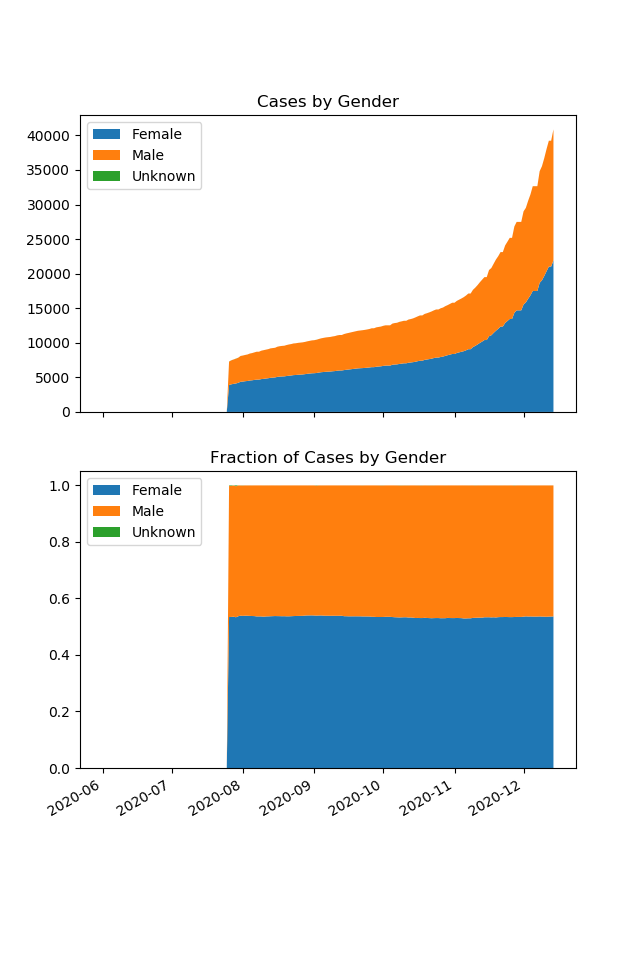 Cases by Gender
Female
Male
Unknown
40000
35000
30000
25000
20000
15000
10000
5000
0
Fraction of Cases by Gender
Female
Male
Unknown
1.0
0.8
0.6
0.4
0.2
0.0
2020-06
2020-07
2020-08
2020-09
2020-10
2020-11
2020-12